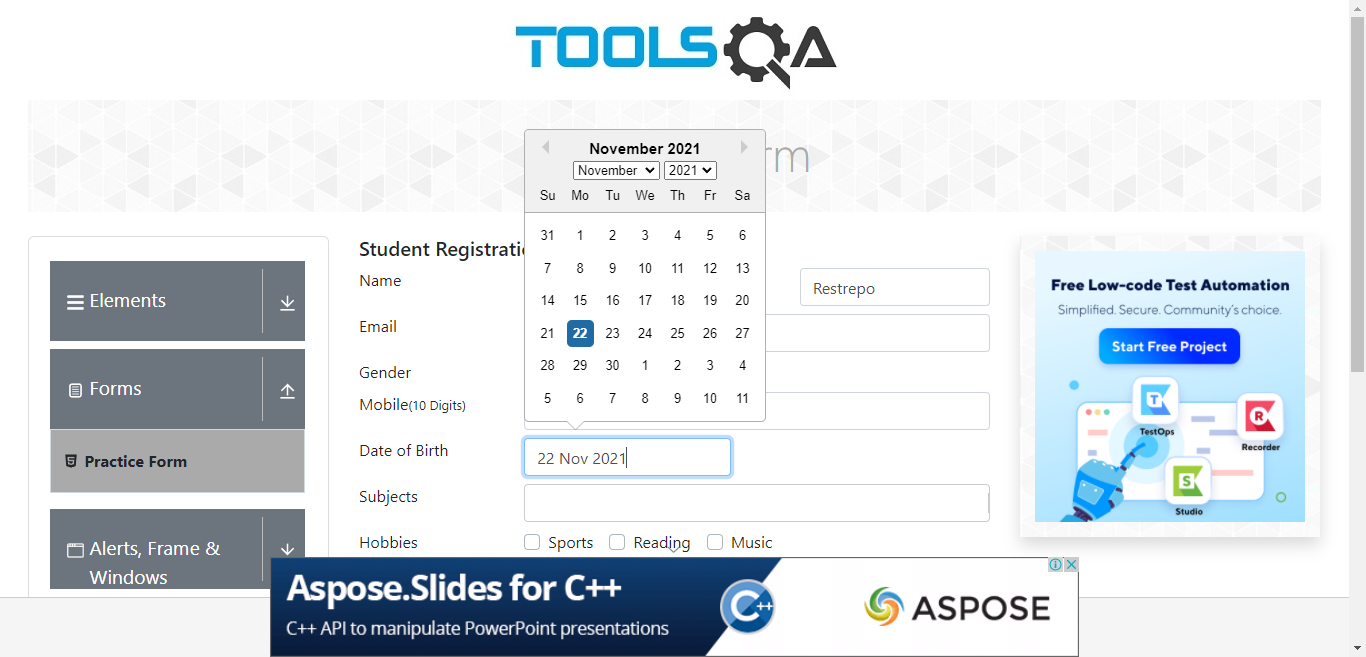 TOOLSQA
rm
November 2021
November 2021
Su Mo Tu We Th Fr Sa
31 1 2 3 4 5 6
7 8 9 10 11 12 13
14 15 16 17 18 19 20
21 22 23 24 25 26 27
28 29 30 1 2 3 4
5 6 7 8 9 10 11
Elements
Forms
Practice Form
Alerts, Frame &
Windows
Student Registrati
Name
Restrepo
Email
Gender
Mobile(10 Digits)
Date of Birth
22 Nov 2021
Subjects
Hobbies
Sports Reading Music
Free Low-code Test Automation
Simplified. Secure. Community's choice.
Start Free Project
T
TestOps
R
Recorder
S
Studio
Aspose.Slides for C++
C++ API to manipulate PowerPoint presentations
C++
ASPOSE